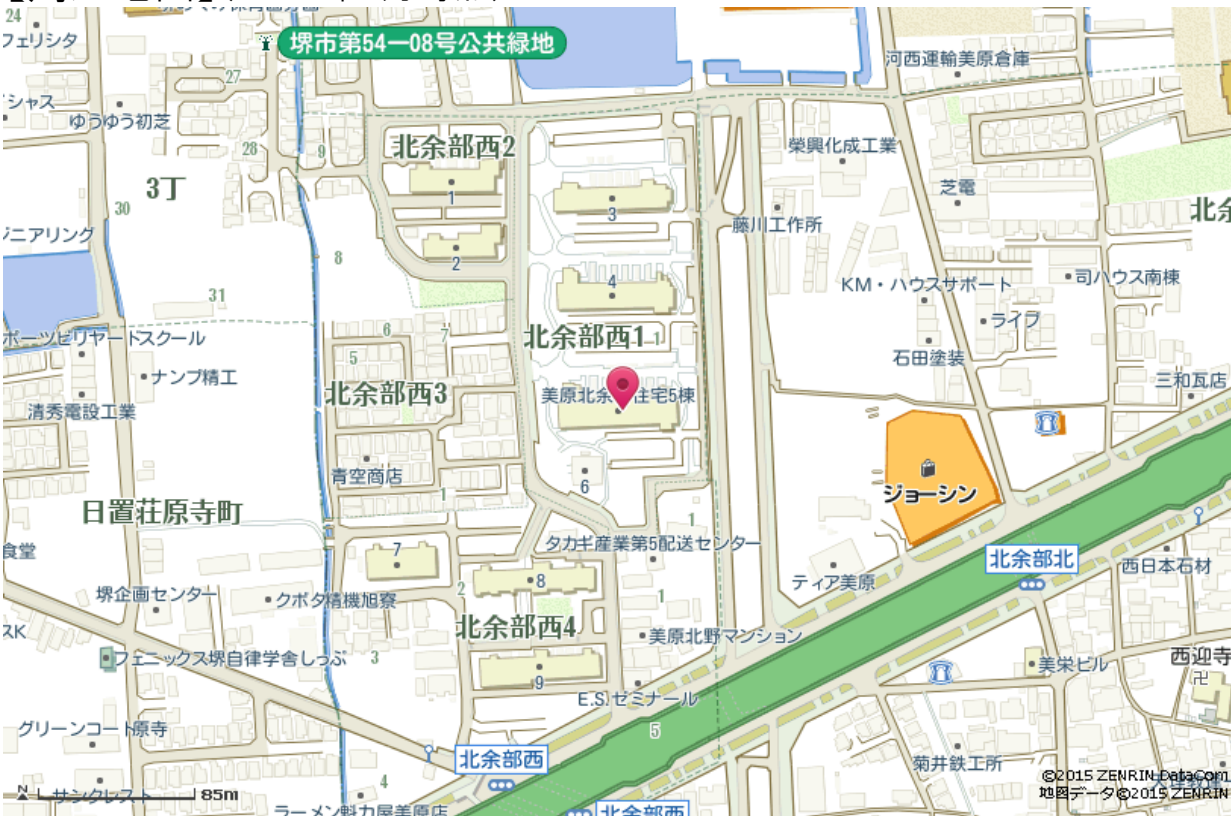 24
フェリシタ
堺市第54-08号公共緑地
河西運輸美原倉庫
27
シャス
ゆうゆう初芝
28
9
北余部西2
1
3
榮興化成工業
芝電
3丁
30
北余
ジニアリング
2
藤川工作所
8
4
KM・ハウスサポート
司ハウス南棟
31
ポーツビリヤードスクール
6
7
北余部西1
1
ライブ
5
石田塗装
ナンブ精工
北余部西3
美原北余
住宅5棟
三和瓦店
清秀電設工業
青空商店
6
ジョーシン
1
1
日置荘原寺町
食堂
7
タカギ産業第5配送センター
北余部北
西日本石材
8
ティア美原
2
堺企画センター
クボタ精機旭寮
1
スK
北余部西4
美原北野マンション
フェニックス堺自律学舎しっぷ
3
美栄ビル
西迎寺
9
E.S.ゼミナール
グリーンコート原寺
5
北余部西
菊井鉄工所
4
©2015 ZENRIN DataCom
地図データ©2015 ZENRIN
N
サンクレスト
85m
ラーメン魁力屋美原店
北余部西